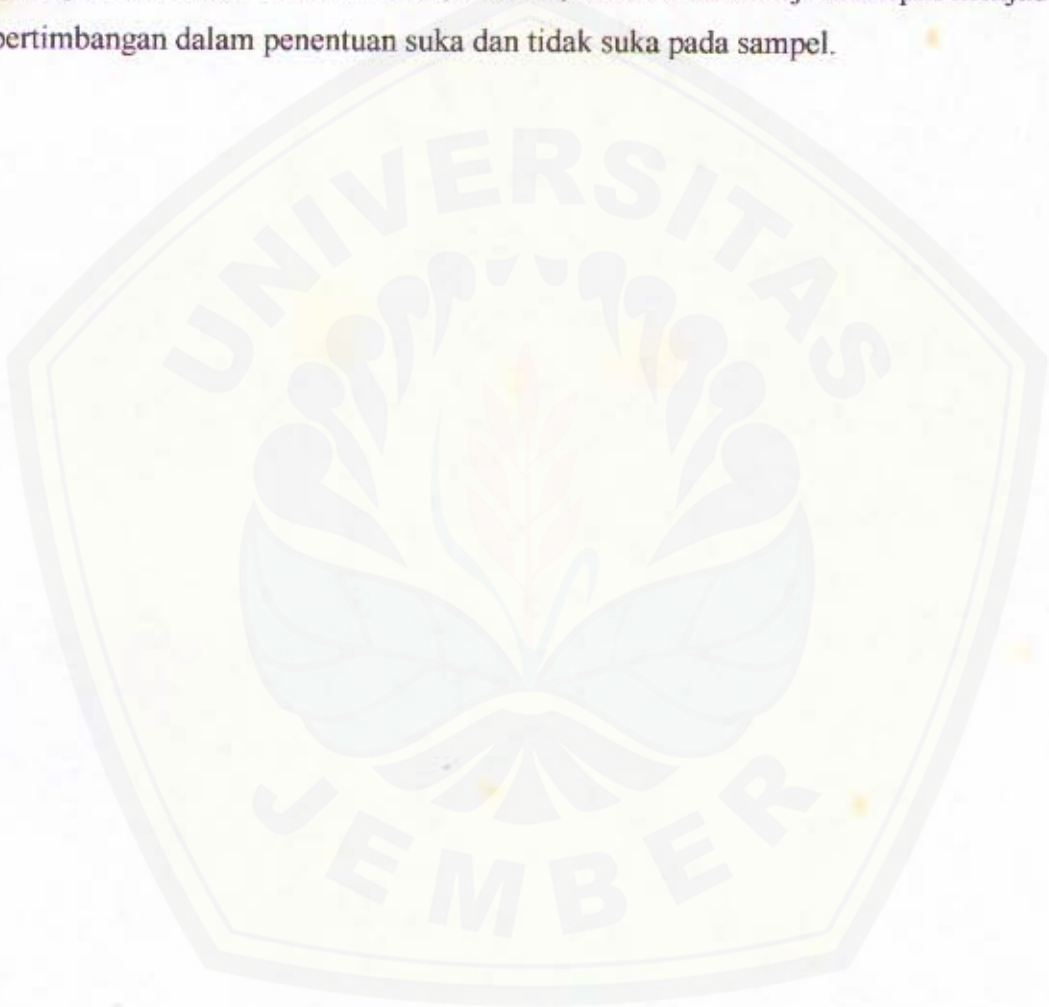 pertimbangan dalam penentuan suka dan tidak suka pada sampel.
UNIVERSITAS
JEMBER